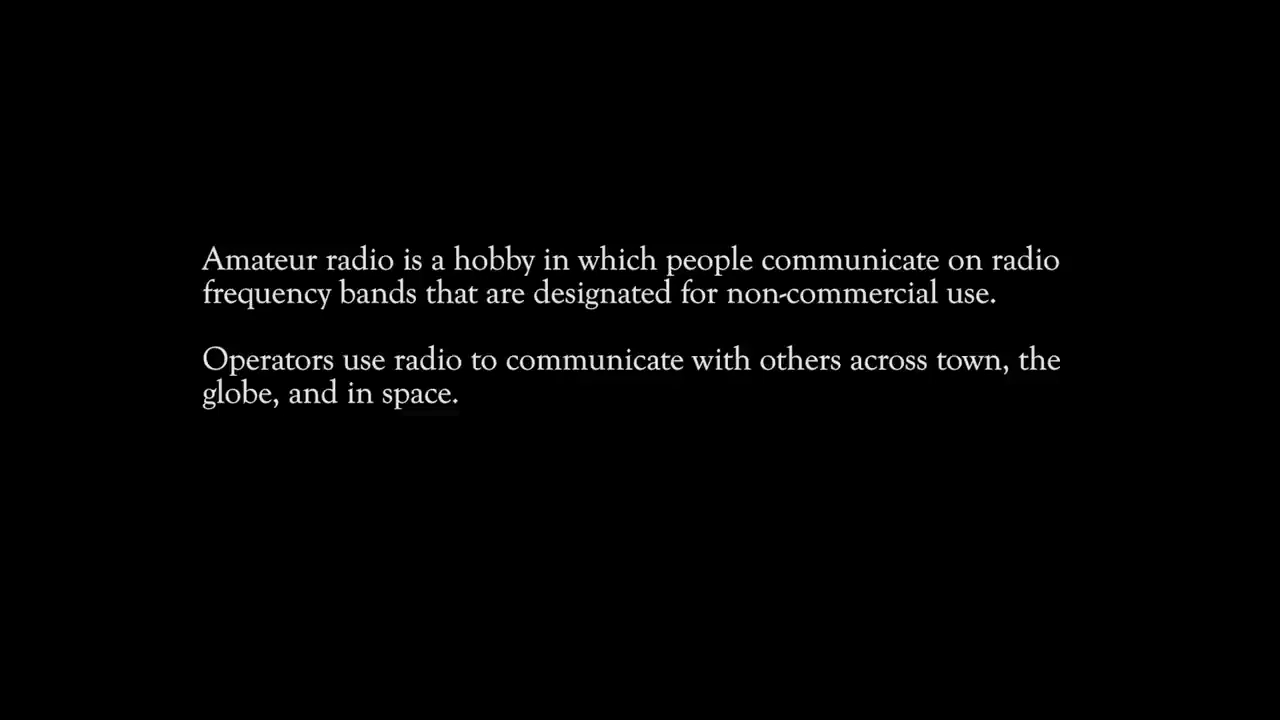 Amateur radio is a hobby in which people communicate on radio
frequency bands that are designated for non-commercial use.
Operators use radio to communicate with others across town, the
globe, and in space.